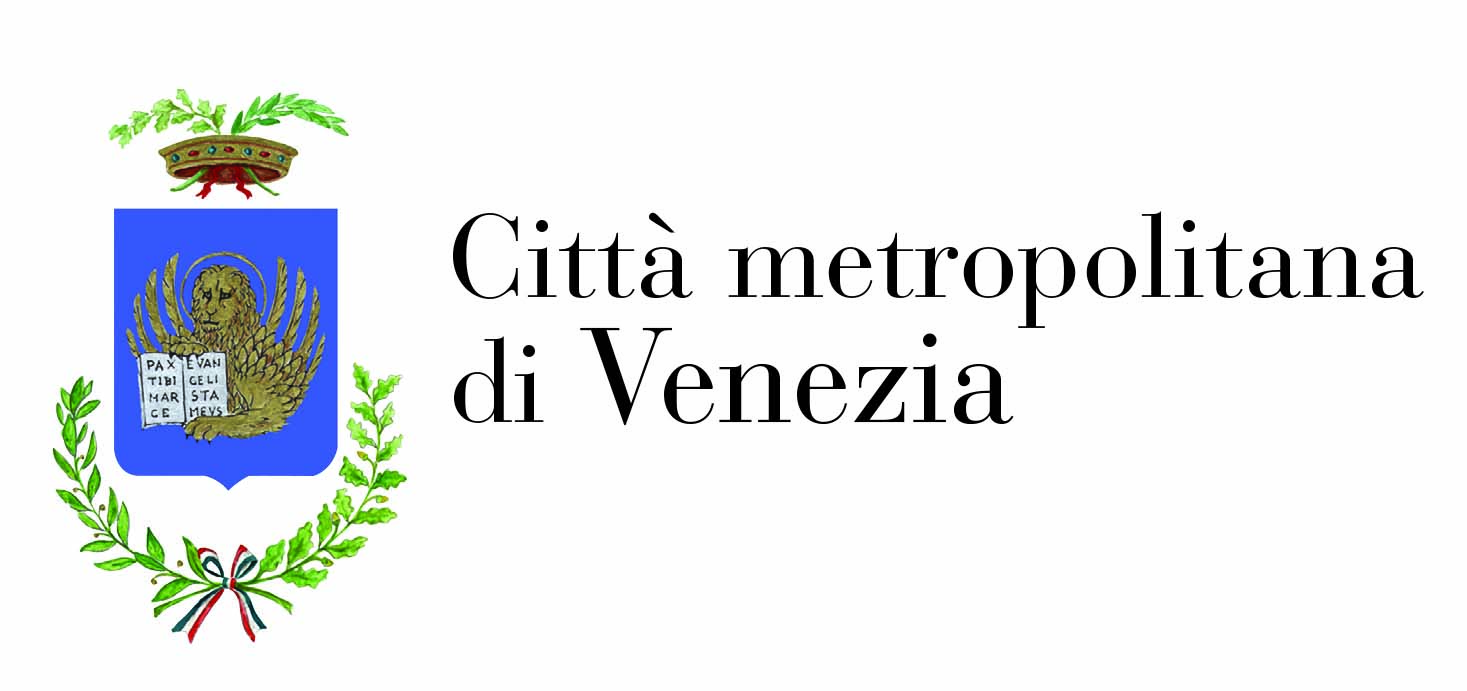 Città metropolitana
di Venezia
PAX
TIBI
MAR
CE
EVAN
GELI
STA
MEVS